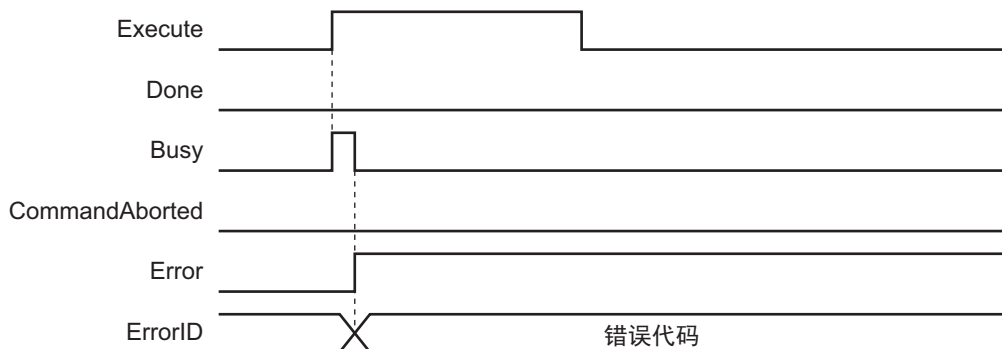 Execute
Done
Busy
CommandAborted
Error
ErrorID
错误代码